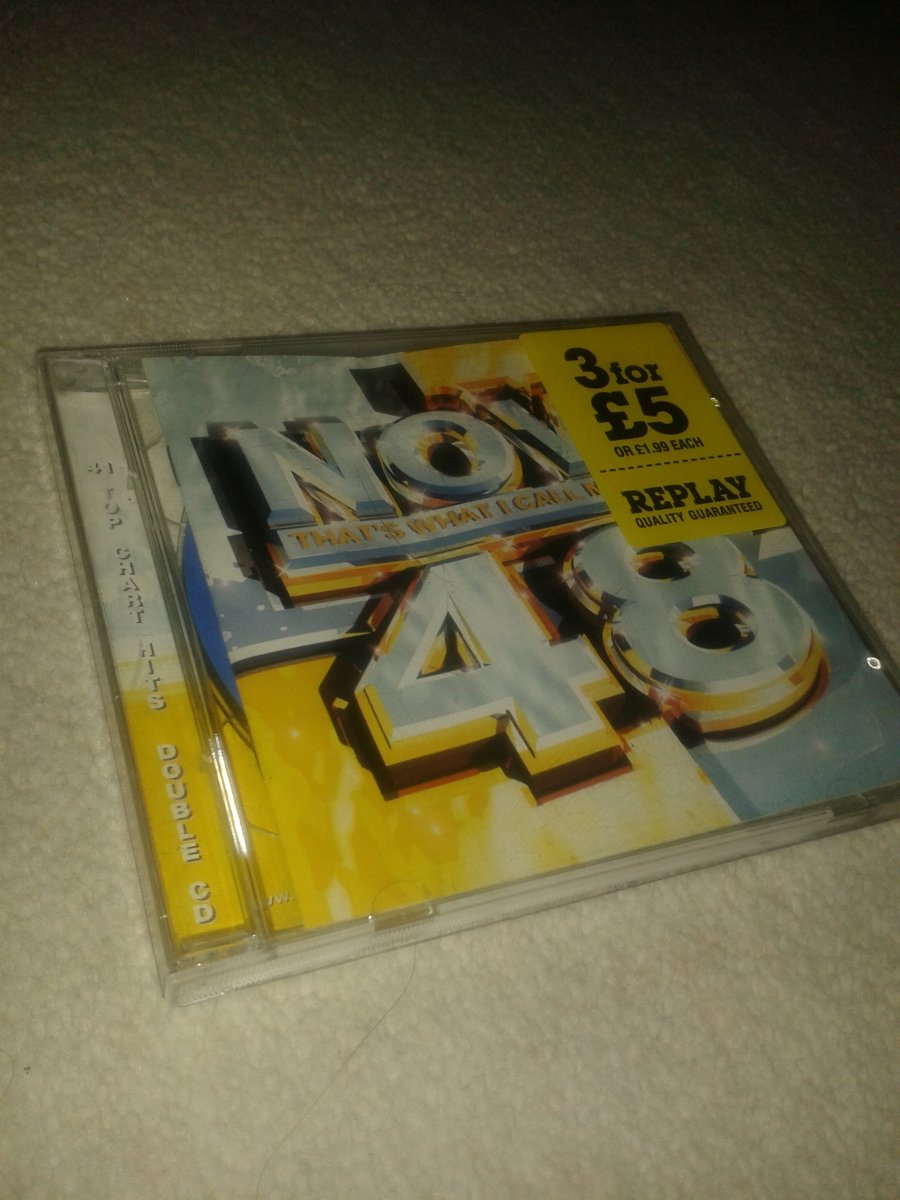 NOW
THAT'S WHAT I CALL M
48
3 for
£5
OR £1.99 EACH
REPLAY
QUALITY GUARANTEED
41 TOP CHART HITS DOUBLE CD